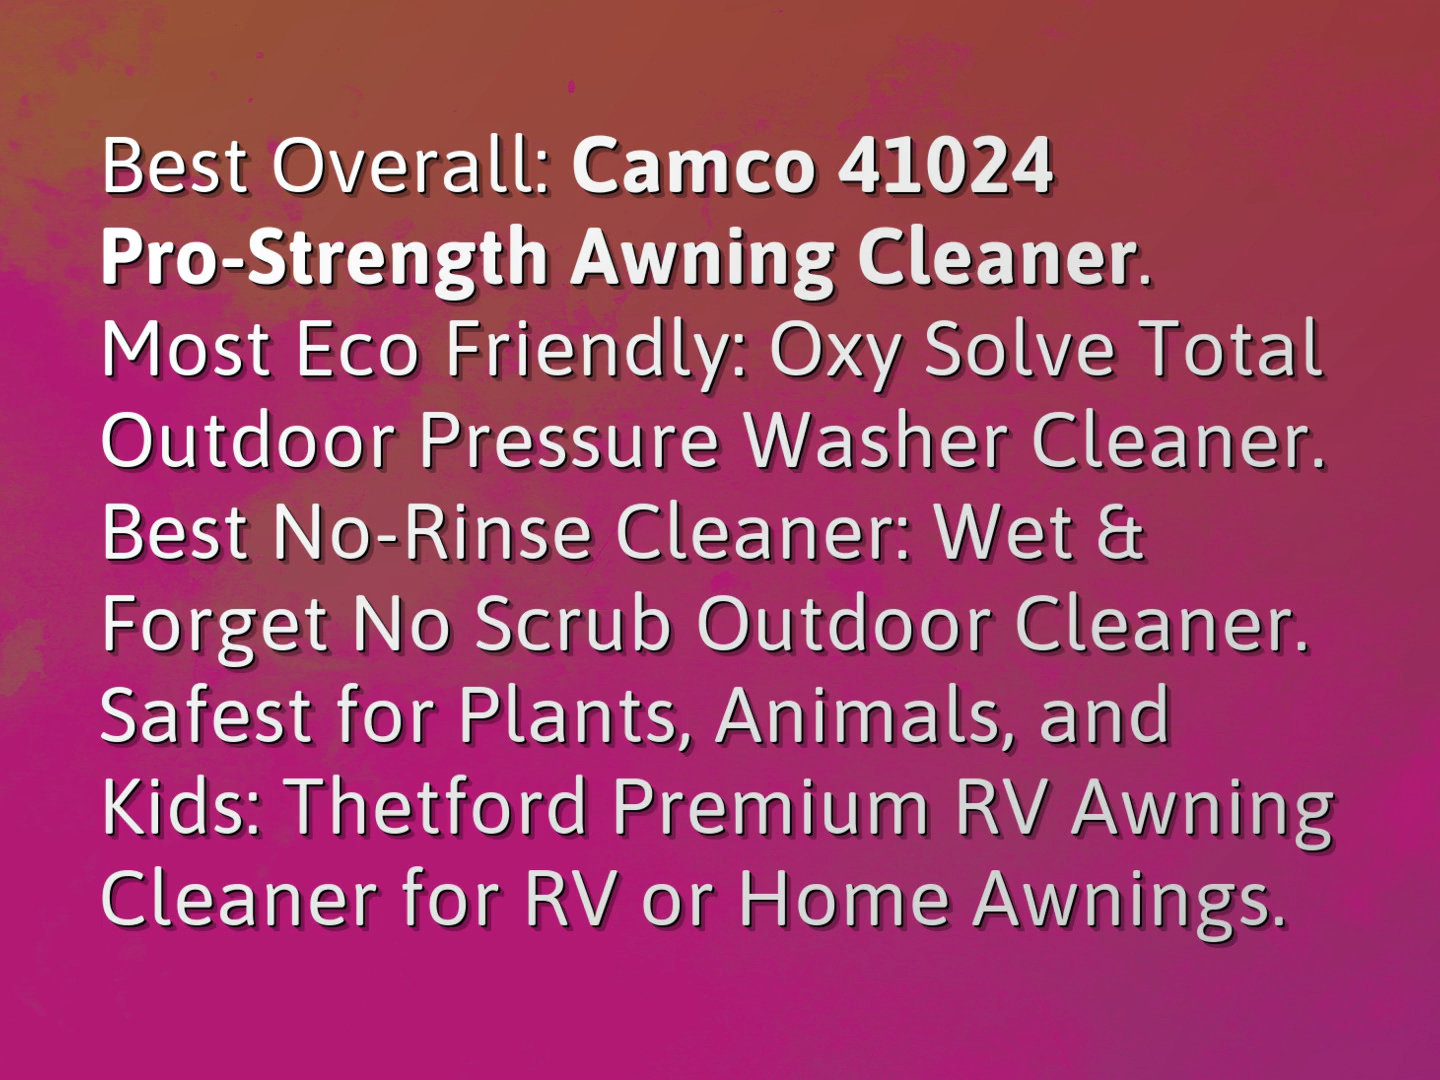 Best Overall: Camco 41024
Pro-Strength Awning Cleaner.
Most Eco Friendly: Oxy Solve Total
Outdoor Pressure Washer Cleaner.
Best No-Rinse Cleaner: Wet &
Forget No Scrub Outdoor Cleaner.
Safest for Plants, Animals, and
Kids: Thetford Premium RV Awning
Cleaner for RV or Home Awnings.